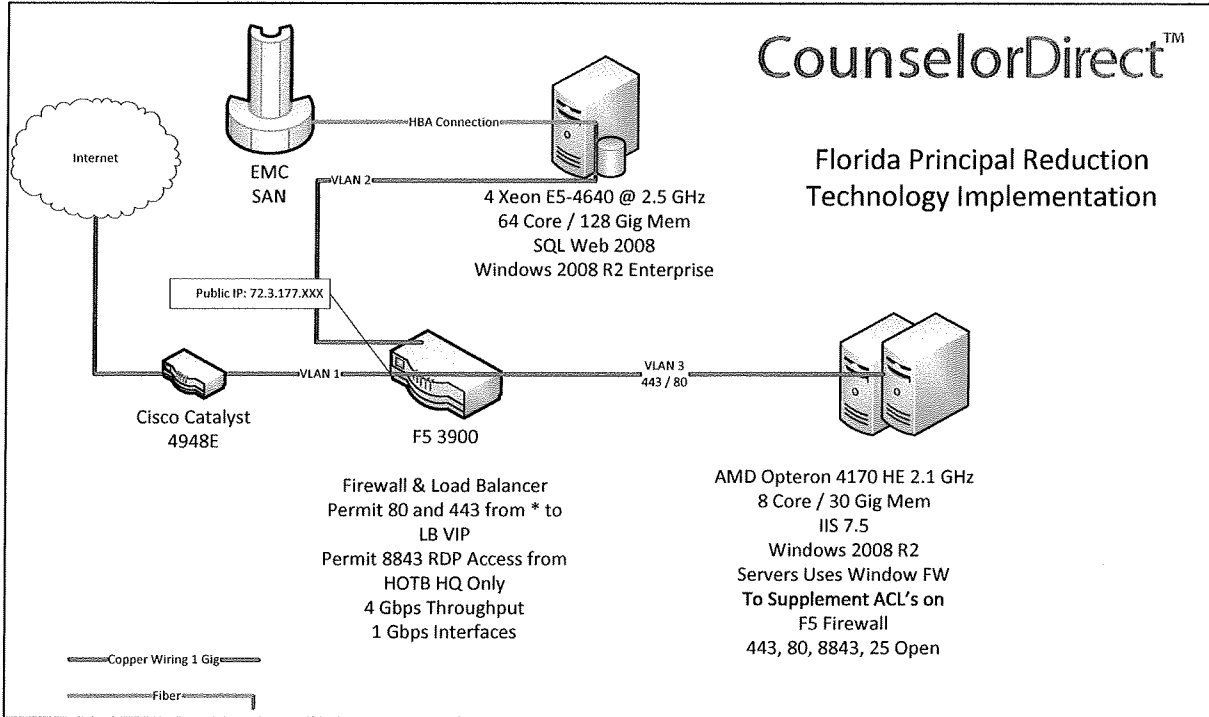 CounselorDirect™
Florida Principal Reduction
Technology Implementation
Internet
EMC
SAN
HBA Connection
VLAN 2
4 Xeon E5-4640 @ 2.5 GHz
64 Core / 128 Gig Mem
SQL Web 2008
Windows 2008 R2 Enterprise
Public IP: 72.3.177.XXX
VLAN 1
VLAN 3
443 / 80
Cisco Catalyst
4948E
F5 3900
Firewall & Load Balancer
Permit 80 and 443 from * to
LB VIP
Permit 8843 RDP Access from
HOTB HQ Only
4 Gbps Throughput
1 Gbps Interfaces
AMD Opteron 4170 HE 2.1 GHz
8 Core / 30 Gig Mem
IIS 7.5
Windows 2008 R2
Servers Uses Window FW
To Supplement ACL's on
F5 Firewall
443, 80, 8843, 25 Open
Copper Wiring 1 Gig
Fiber